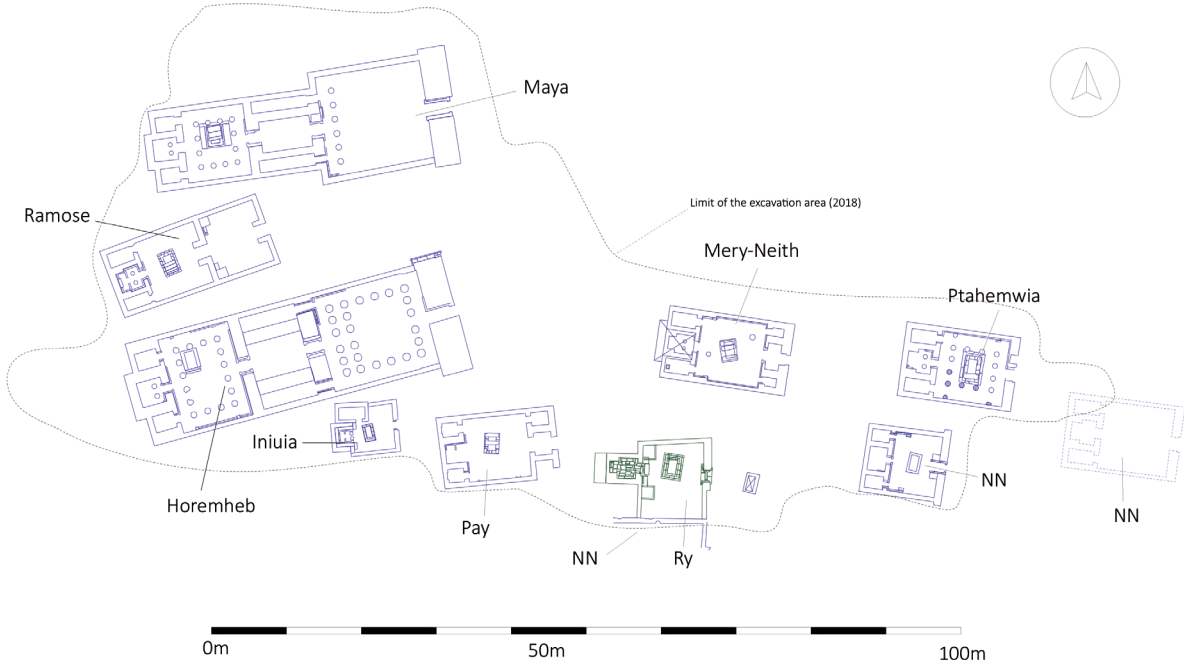 Maya
Ramose
Limit of the excavation area (2018)
Mery-Neith
Ptahemwia
Iniuia
NN
Horemheb
Pay
NN
NN
Ry
0m
50m
100m